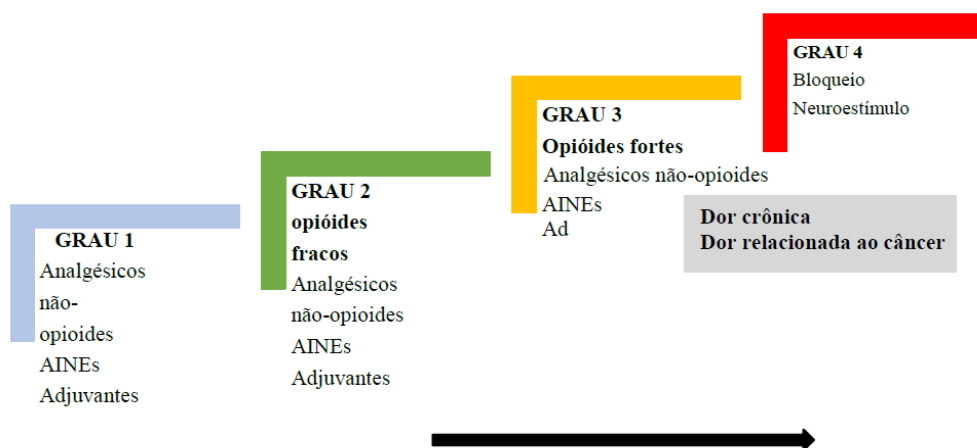 GRAU 1
Analgésicos
não-
opioides
AINEs
Adjuvantes
GRAU 2
opióides
fracos
Analgésicos
não-opioides
AINEs
Adjuvantes
GRAU 3
Opióides fortes
Analgésicos não-opioides
AINEs
Ad
GRAU 4
Bloqueio
Neuroestímulo
Dor crônica
Dor relacionada ao câncer